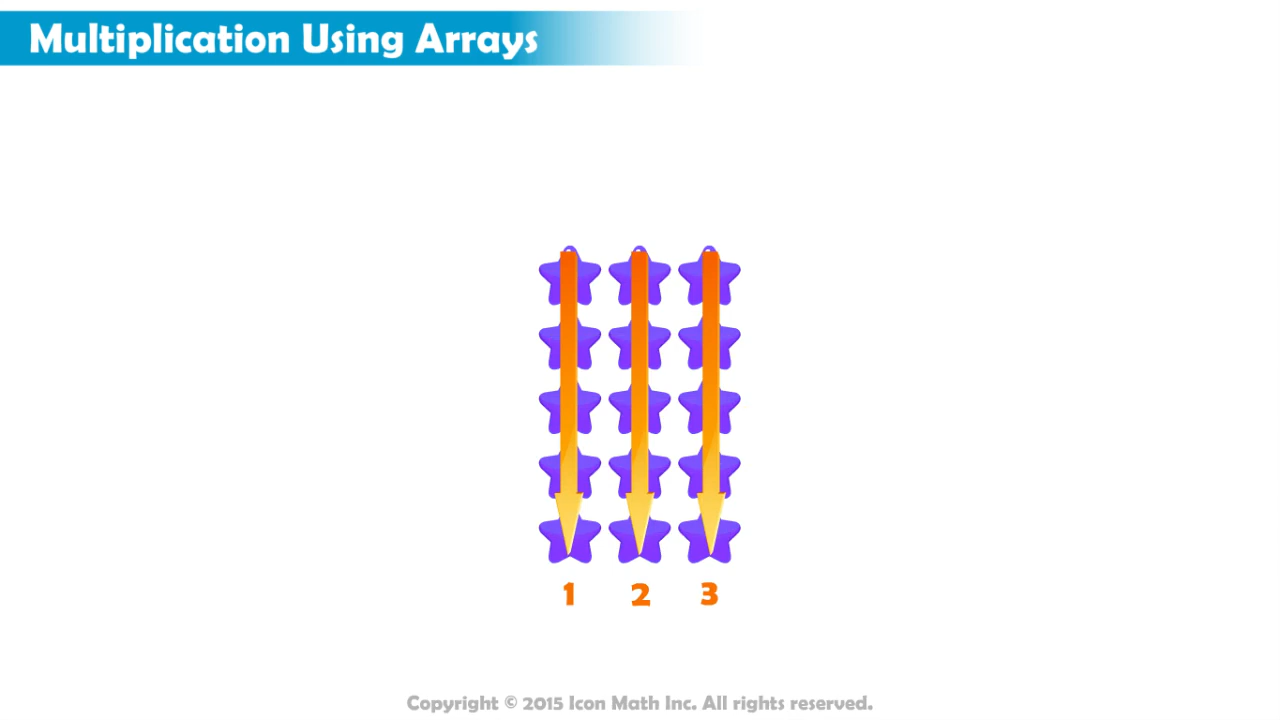 Multiplication Using Arrays
1 2 3
Copyright © 2015 Icon Math Inc. All rights reserved.